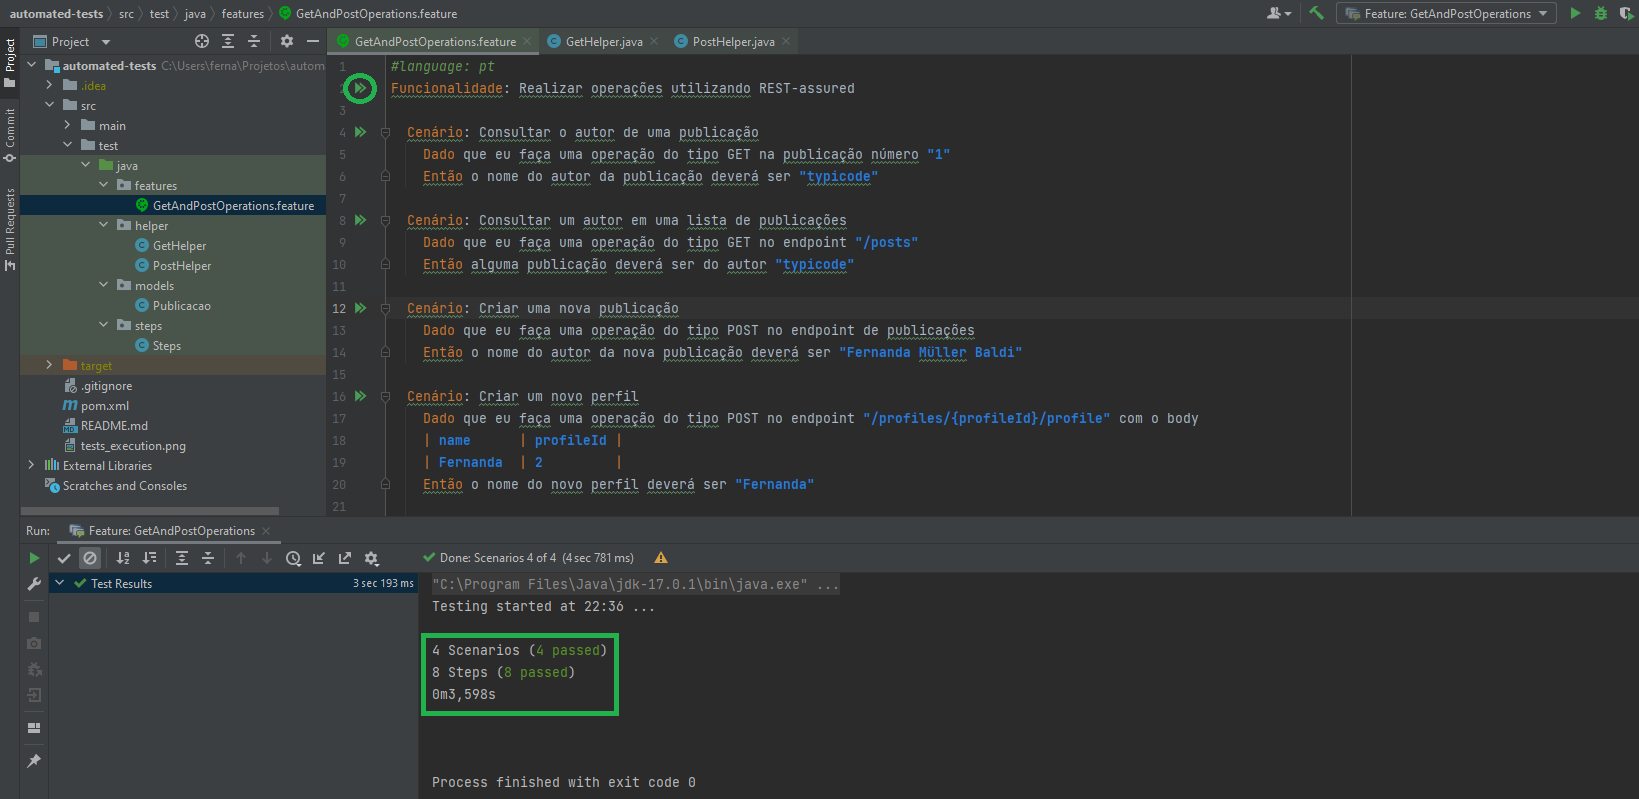 automated-tests > src > test > java > features > GetAndPostOperations.feature
Feature: GetAndPostOperations
Project
Commit
Pull Requests
Project
automated-tests C:\Users\ferna\Projetos\autom
.idea
src
main
test
java
features
GetAndPostOperations.feature
helper
GetHelper
PostHelper
models
Publicacao
steps
Steps
target
.gitignore
pom.xml
README.md
tests_execution.png
External Libraries
Scratches and Consoles
GetAndPostOperations.feature
GetHelper.java
PostHelper.java
1 #language: pt
2 Funcionalidade: Realizar operações utilizando REST-assured
3
4 Cenário: Consultar o autor de uma publicação
5 Dado que eu faça uma operação do tipo GET na publicação número "1"
6 Então o nome do autor da publicação deverá ser "typicode"
7
8 Cenário: Consultar um autor em uma lista de publicações
9 Dado que eu faça uma operação do tipo GET no endpoint "/posts"
10 Então alguma publicação deverá ser do autor "typicode"
11
12 Cenário: Criar uma nova publicação
13 Dado que eu faça uma operação do tipo POST no endpoint de publicações
14 Então o nome do autor da nova publicação deverá ser "Fernanda Müller Baldi"
15
16 Cenário: Criar um novo perfil
17 Dado que eu faça uma operação do tipo POST no endpoint "/profiles/{profileId}/profile" com o body
18 | name | profileId |
19 | Fernanda | 2 |
20 Então o nome do novo perfil deverá ser "Fernanda"
21
Run: Feature: GetAndPostOperations
Done: Scenarios 4 of 4 (4 sec 781 ms)
Test Results 3 sec 193 ms
"C:\Program Files\Java\jdk-17.0.1\bin\java.exe" ...
Testing started at 22:36 ...
4 Scenarios (4 passed)
8 Steps (8 passed)
0m3,598s
Process finished with exit code 0